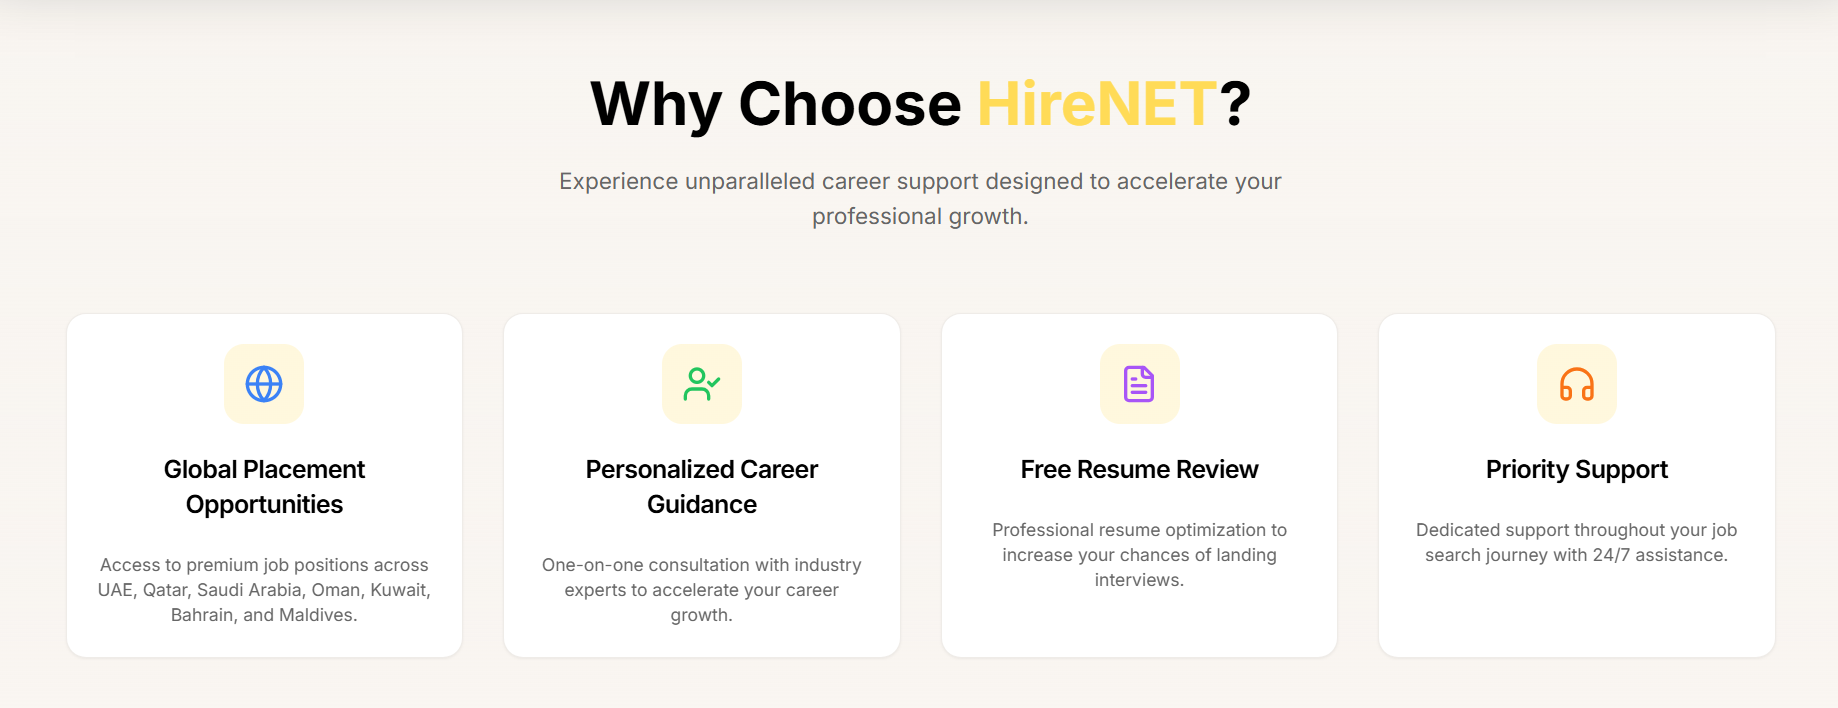 Why Choose HireNET?
Experience unparalleled career support designed to accelerate your
professional growth.
Global Placement
Opportunities
Access to premium job positions across
UAE, Qatar, Saudi Arabia, Oman, Kuwait,
Bahrain, and Maldives.
Personalized Career
Guidance
One-on-one consultation with industry
experts to accelerate your career
growth.
Free Resume Review
Professional resume optimization to
increase your chances of landing
interviews.
Priority Support
Dedicated support throughout your job
search journey with 24/7 assistance.